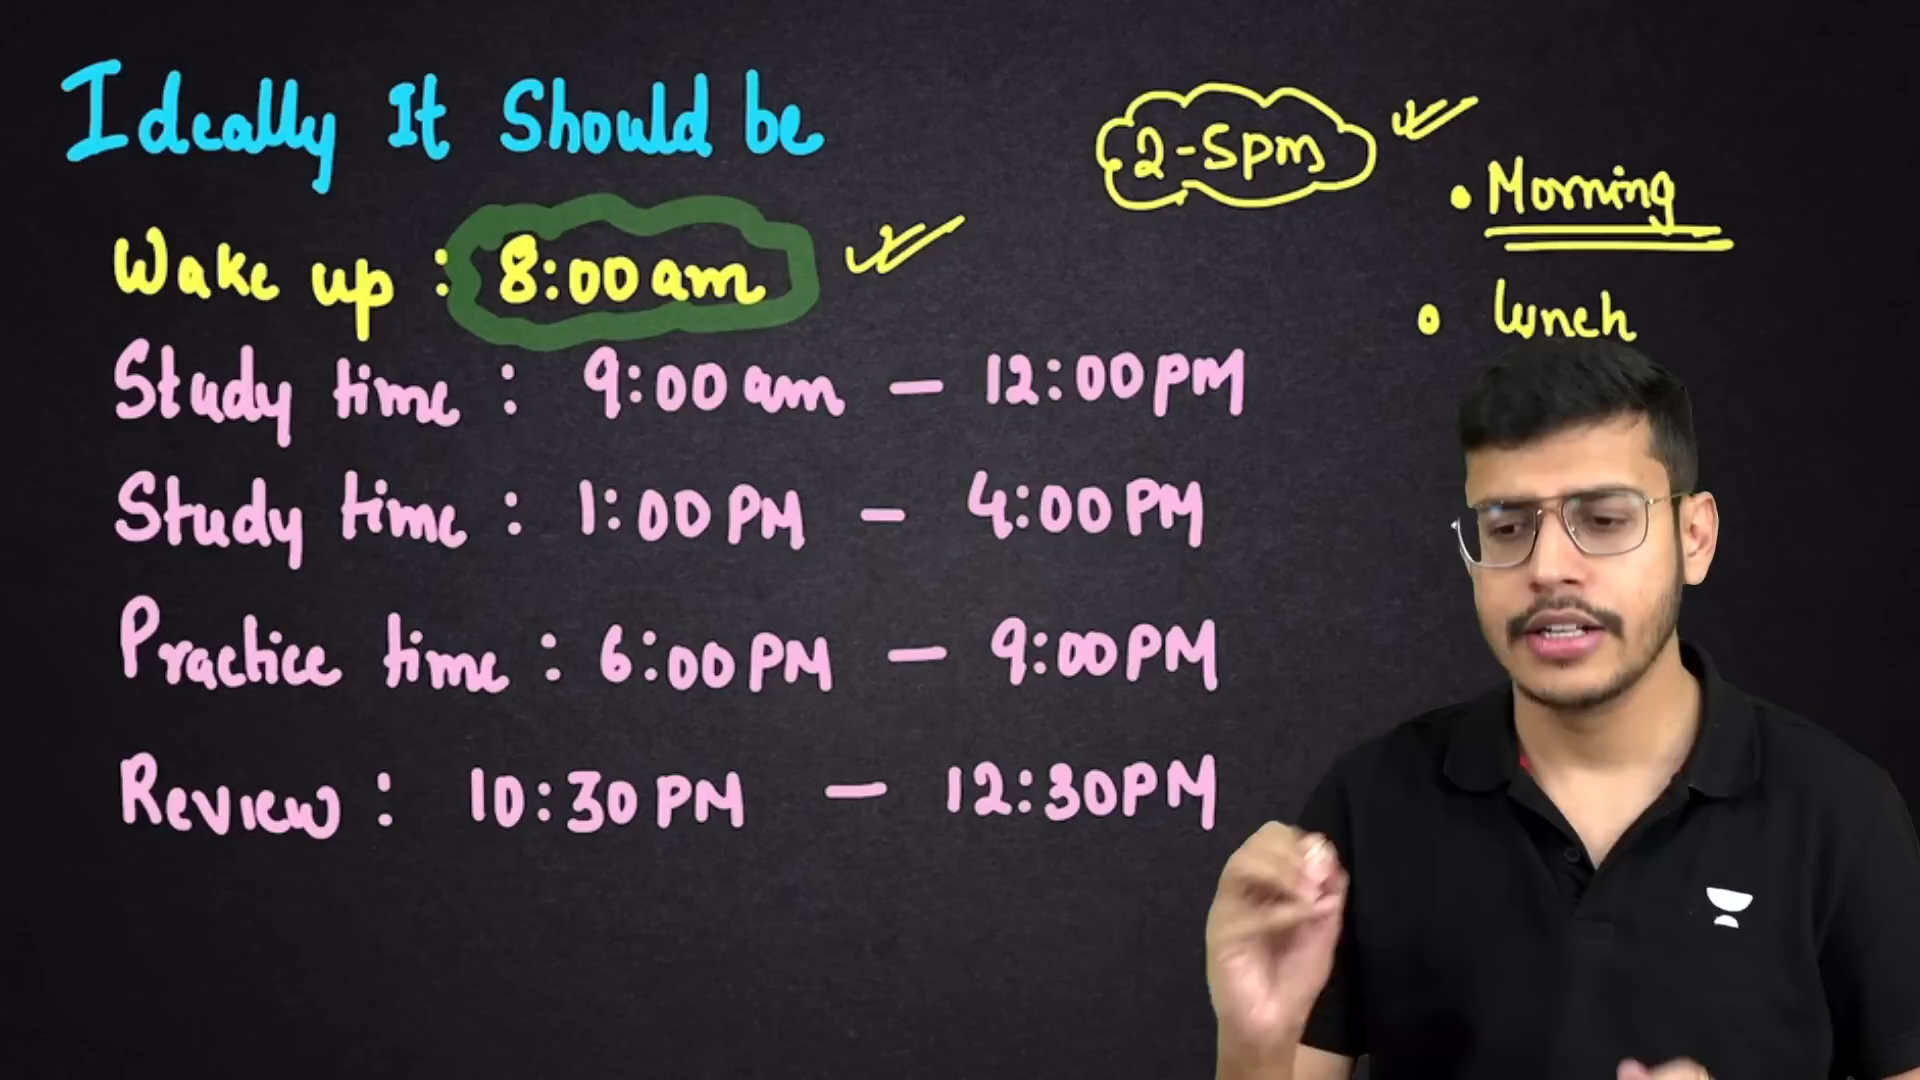 Ideally It Should be
2-5pm
• Morning
Wake up : 8:00 am
• lunch
Study time : 9:00 am – 12:00 PM
Study time : 1:00 PM – 4:00 PM
Practice time : 6:00 PM – 9:00 PM
Review : 10:30 PM – 12:30 PM